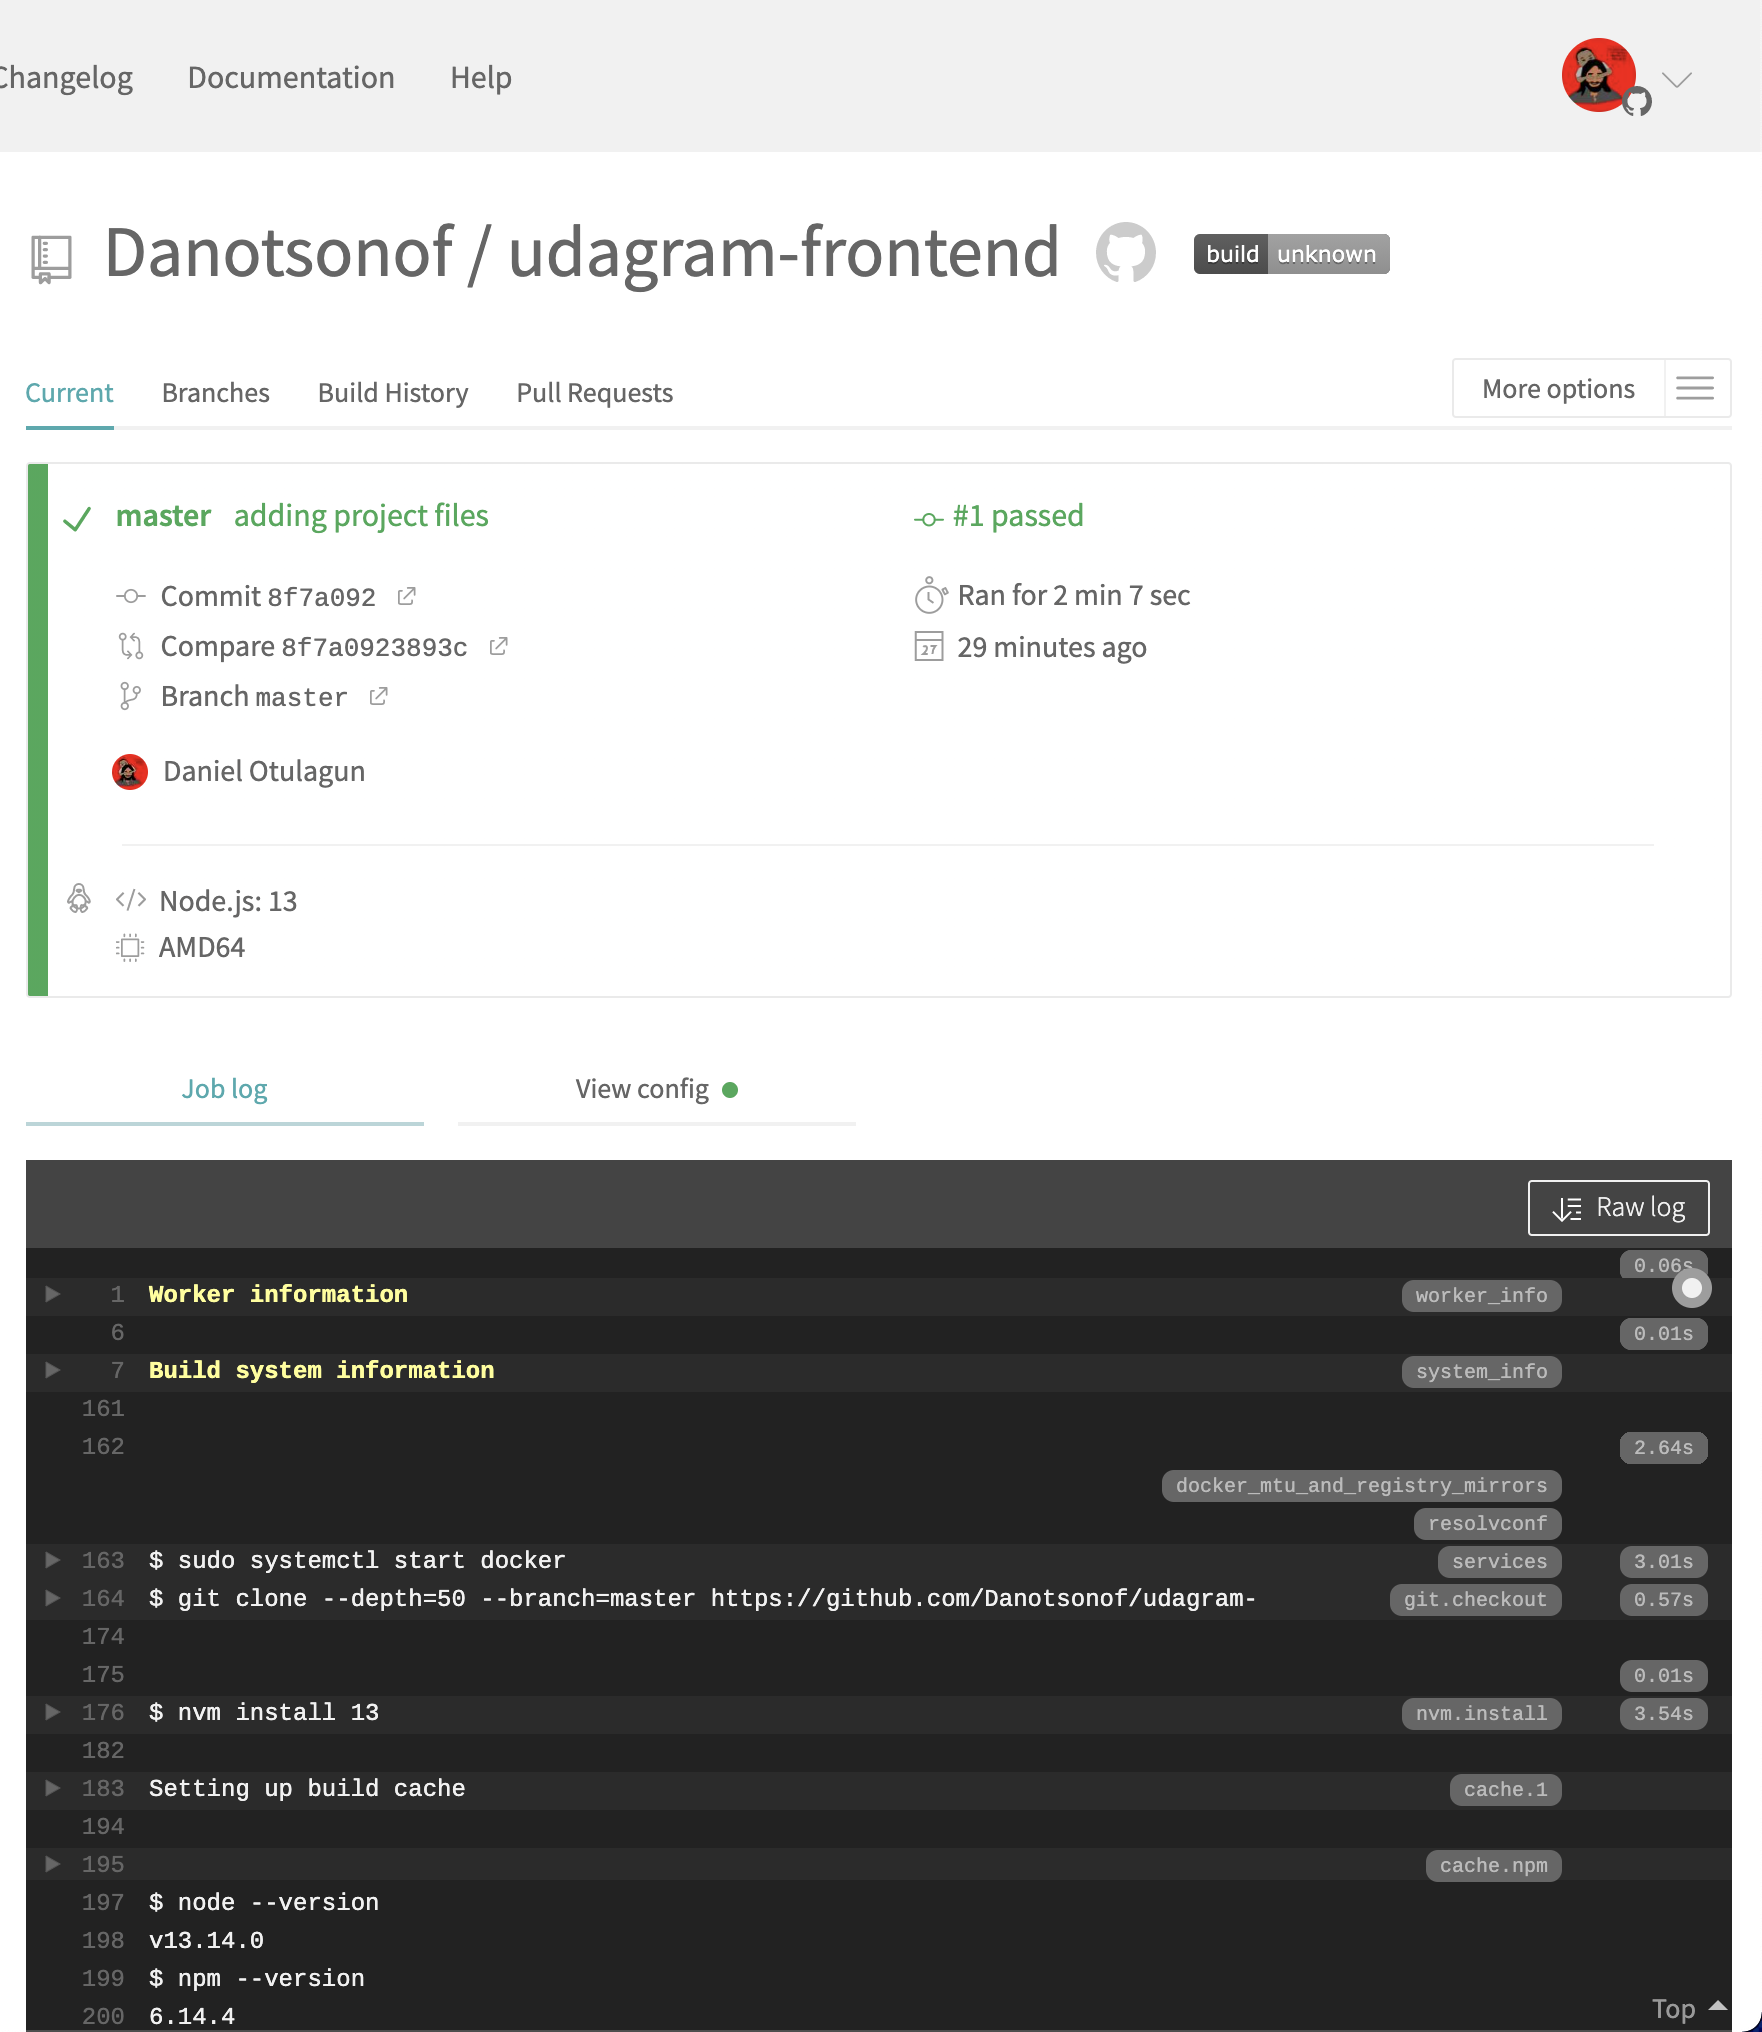 Changelog Documentation Help
Danotsonof / udagram-frontend build unknown
Current Branches Build History Pull Requests More options
master adding project files #1 passed
Commit 8f7a092 Ran for 2 min 7 sec
Compare 8f7a0923893c 27 29 minutes ago
Branch master
Daniel Otulagun
</> Node.js: 13
AMD64
Job log View config
Raw log
0.06s
1 Worker information worker_info
6 0.01s
7 Build system information system_info
161
162 2.64s
docker_mtu_and_registry_mirrors
resolvconf
163 $ sudo systemctl start docker services 3.01s
164 $ git clone --depth=50 --branch=master https://github.com/Danotsonof/udagram- git.checkout 0.57s
174
175 0.01s
176 $ nvm install 13 nvm.install 3.54s
182
183 Setting up build cache cache.1
194
195 cache.npm
197 $ node --version
198 v13.14.0
199 $ npm --version
200 6.14.4
Top